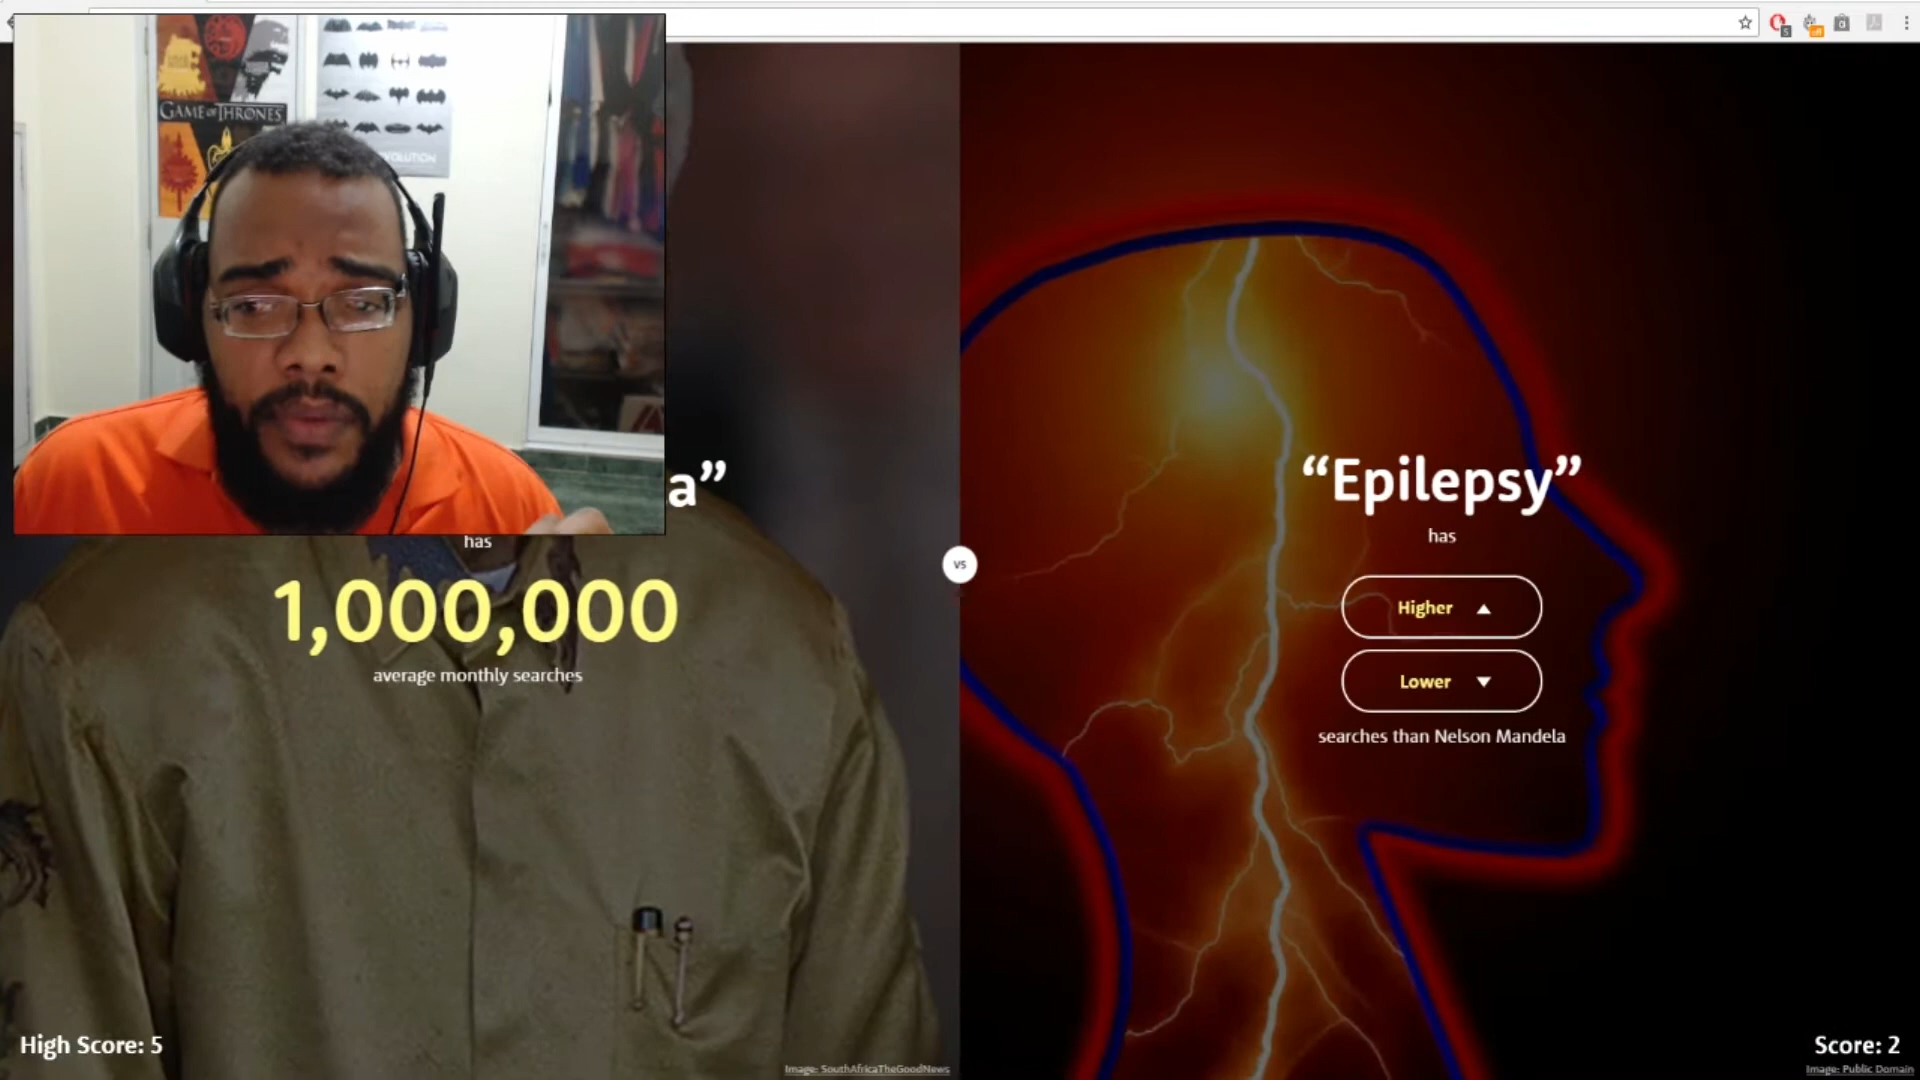 GAME OF THRONES
VOLUTION
a”
has
1,000,000
average monthly searches
vs
“Epilepsy”
has
Higher
Lower
searches than Nelson Mandela
High Score: 5
Image: SouthAfricaTheGoodNews
Score: 2
Image: Public Domain